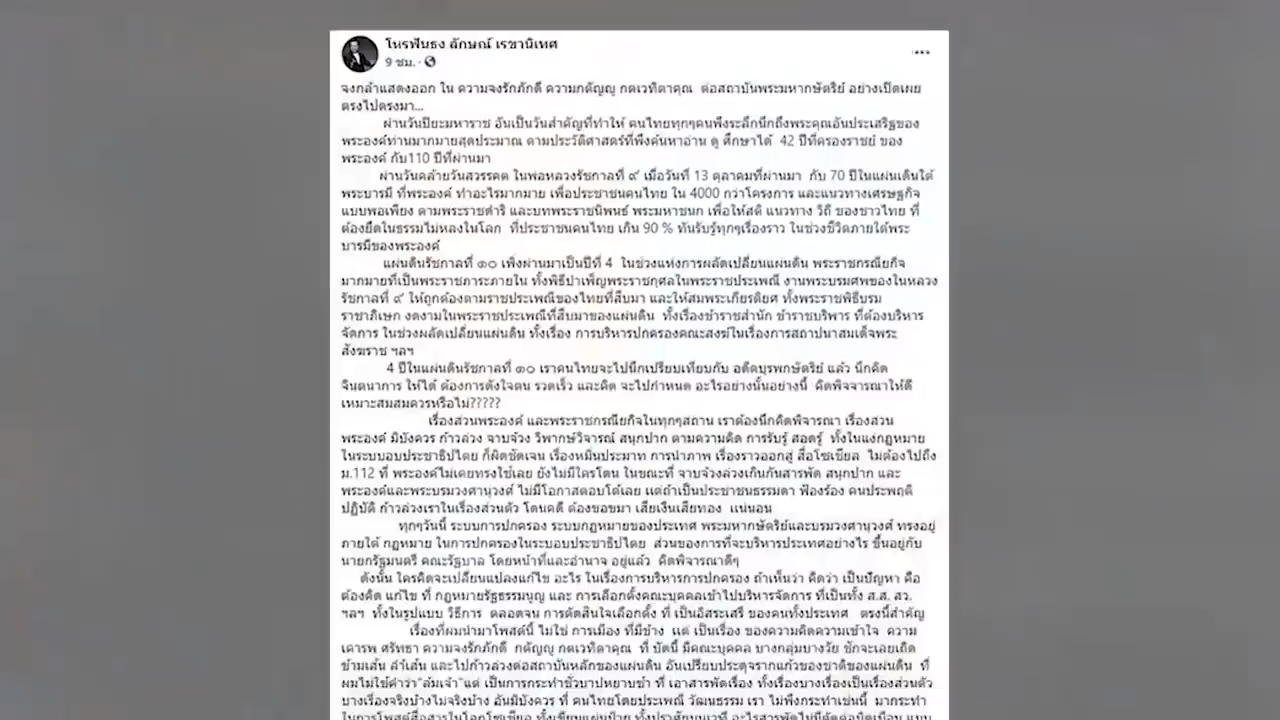 โหรฟันธง ลักษณ์ เรขานิเทศ
9 ชม.
จงกล้าแสดงออก ใน ความจงรักภักดี ความกตัญญู กตเวทิตาคุณ ต่อสถาบันพระมหากษัตริย์ อย่างเปิดเผย
ตรงไปตรงมา...
ผ่านวันปิยะมหาราช อันเป็นวันสำคัญที่ทำให้ คนไทยทุกๆคนพึงระลึกนึกถึงพระคุณอันประเสริฐของ
พระองค์ท่านมากมายสุดประมาณ ตามประวัติศาสตร์ที่พึงค้นหาอ่าน ดู ศึกษาได้ 42 ปีที่ครองราชย์ ของ
พระองค์ กับ110 ปีที่ผ่านมา
ผ่านวันคล้ายวันสวรรคต ในพ่อหลวงรัชกาลที่ ๙ เมื่อวันที่ 13 ตุลาคมที่ผ่านมา กับ 70 ปีในแผ่นเดินใต้
พระบารมี ที่พระองค์ ทำอะไรมากมาย เพื่อประชาชนคนไทย ใน 4000 กว่าโครงการ และแนวทางเศรษฐกิจ
แบบพอเพียง ตามพระราชดำริ และบทพระราชนิพนธ์ พระมหาชนก เพื่อให้สติ แนวทาง วิถี ของชาวไทย ที่
ต้องยึดในธรรมไม่หลงในโลก ที่ประชาชนคนไทย เกิน 90 % ทันรับรู้ทุกๆเรื่องราว ในช่วงชีวิตภายใต้พระ
บารมีของพระองค์
แผ่นดินรัชกาลที่ ๑๐ เพิ่งผ่านมาเป็นปีที่ 4 ในช่วงแห่งการผลัดเปลี่ยนแผ่นดิน พระราชกรณียกิจ
มากมายที่เป็นพระราชภาระภายใน ทั้งพิธีบำเพ็ญพระราชกุศลในพระราชประเพณี งานพระบรมศพของในหลวง
รัชกาลที่ ๙ ให้ถูกต้องตามราชประเพณีของไทยที่สืบมา และให้สมพระเกียรติยศ ทั้งพระราชพิธีบรม
ราชาภิเษก งดงามในพระราชประเพณีที่สืบมาของแผ่นดิน ทั้งเรื่องข้าราชสำนัก ข้าราชบริพาร ที่ต้องบริหาร
จัดการ ในช่วงผลัดเปลี่ยนแผ่นดิน ทั้งเรื่อง การบริหารปกครองคณะสงฆ์ในเรื่องการสถาปนาสมเด็จพระ
สังฆราช ฯลฯ
4 ปีในแผ่นดินรัชกาลที่ ๑๐ เราคนไทยจะไปนึกเปรียบเทียบกับ อดีตบุรพกษัตริย์ แล้ว นึกคิด
จินตนาการ ให้ได้ ต้องการดังใจตน รวดเร็ว และคิด จะไปกำหนด อะไรอย่างนั้นอย่างนี้ คิดพิจจารณาให้ดี
เหมาะสมสมควรหรือไม่?????
เรื่องส่วนพระองค์ และพระราชกรณียกิจในทุกๆสถาน เราต้องนึกคิดพิจารณา เรื่องส่วน
พระองค์ มิบังควร ก้าวล่วง จาบจ้วง วิพากษ์วิจารณ์ สนุกปาก ตามความคิด การรับรู้ สอดรู้ ทั้งในแง่กฎหมาย
ในระบอบประชาธิปไตย ก็ผิดชัดเจน เรื่องหมิ่นประมาท การนำภาพ เรื่องราวออกสู่ สื่อโซเชียล ไม่ต้องไปถึง
ม.112 ที่ พระองค์ไม่เคยทรงใช้เลย ยังไม่มีใครโดน ในขณะที่ จาบจ้วงล่วงเกินกันสารพัด สนุกปาก และ
พระองค์และพระบรมวงศานุวงศ์ ไม่มีโอกาสตอบโต้เลย แต่ถ้าเป็นประชาชนธรรมดา ฟ้องร้อง คนประพฤติ
ปฏิบัติ ก้าวล่วงเราในเรื่องส่วนตัว โดนคดี ต้องขอขมา เสียเงินเสียทอง แน่นอน
ทุกๆวันนี้ ระบบการปกครอง ระบบกฎหมายของประเทศ พระมหากษัตริย์และบรมวงศานุวงศ์ ทรงอยู่
ภายใต้ กฎหมาย ในการปกครองในระบอบประชาธิปไตย ส่วนของการที่จะบริหารประเทศอย่างไร ขึ้นอยู่กับ
นายกรัฐมนตรี คณะรัฐบาล โดยหน้าที่และอำนาจ อยู่แล้ว คิดพิจารณาดีๆ
ดังนั้น ใครคิดจะเปลี่ยนแปลงแก้ไข อะไร ในเรื่องการบริหารการปกครอง ถ้าเห็นว่า คิดว่า เป็นปัญหา คือ
ต้องคิด แก้ไข ที่ กฎหมายรัฐธรรมนูญ และ การเลือกตั้งคณะบุคคลเข้าไปบริหารจัดการ ที่เป็นทั้ง ส.ส. สว.
ฯลฯ ทั้งในรูปแบบ วิธีการ ตลอดจน การตัดสินใจเลือกตั้ง ที่ เป็นอิสระเสรี ของคนทั้งประเทศ ตรงนี้สำคัญ
เรื่องที่ผมนำมาโพสต์นี้ ไม่ใช่ การเมือง ที่มีข้าง แต่ เป็นเรื่อง ของความคิดความเข้าใจ ความ
เคารพ ศรัทธา ความจงรักภักดี กตัญญู กตเวทิตาคุณ ที่ บัดนี้ มีคณะบุคคล บางกลุ่มบางวัย ชักจะเลยเถิด
ข้ามเส้น ล้ำเส้น และไปก้าวล่วงต่อสถาบันหลักของแผ่นดิน อันเปรียบประดุจรากแก้วของชาติของแผ่นดิน ที่
ผมไม่ใช้คำว่า"ล้มเจ้า"แต่ เป็นการกระทำชั่วบาปหยาบช้า ที่ เอาสารพัดเรื่อง ทั้งเรื่องบางเรื่องเป็นเรื่องส่วนตัว
บางเรื่องจริงบ้างไม่จริงบ้าง อันมิบังควร ที่ คนไทยโดยประเพณี วัฒนธรรม เรา ไม่พึงกระทำเช่นนี้ มากระทำ
ในการโพสต์สื่อสารในโลกโซเชียล ทั้งเขียนแผ่นป้าย ทั้งปราศัยบนเวที อะไรสารพัด